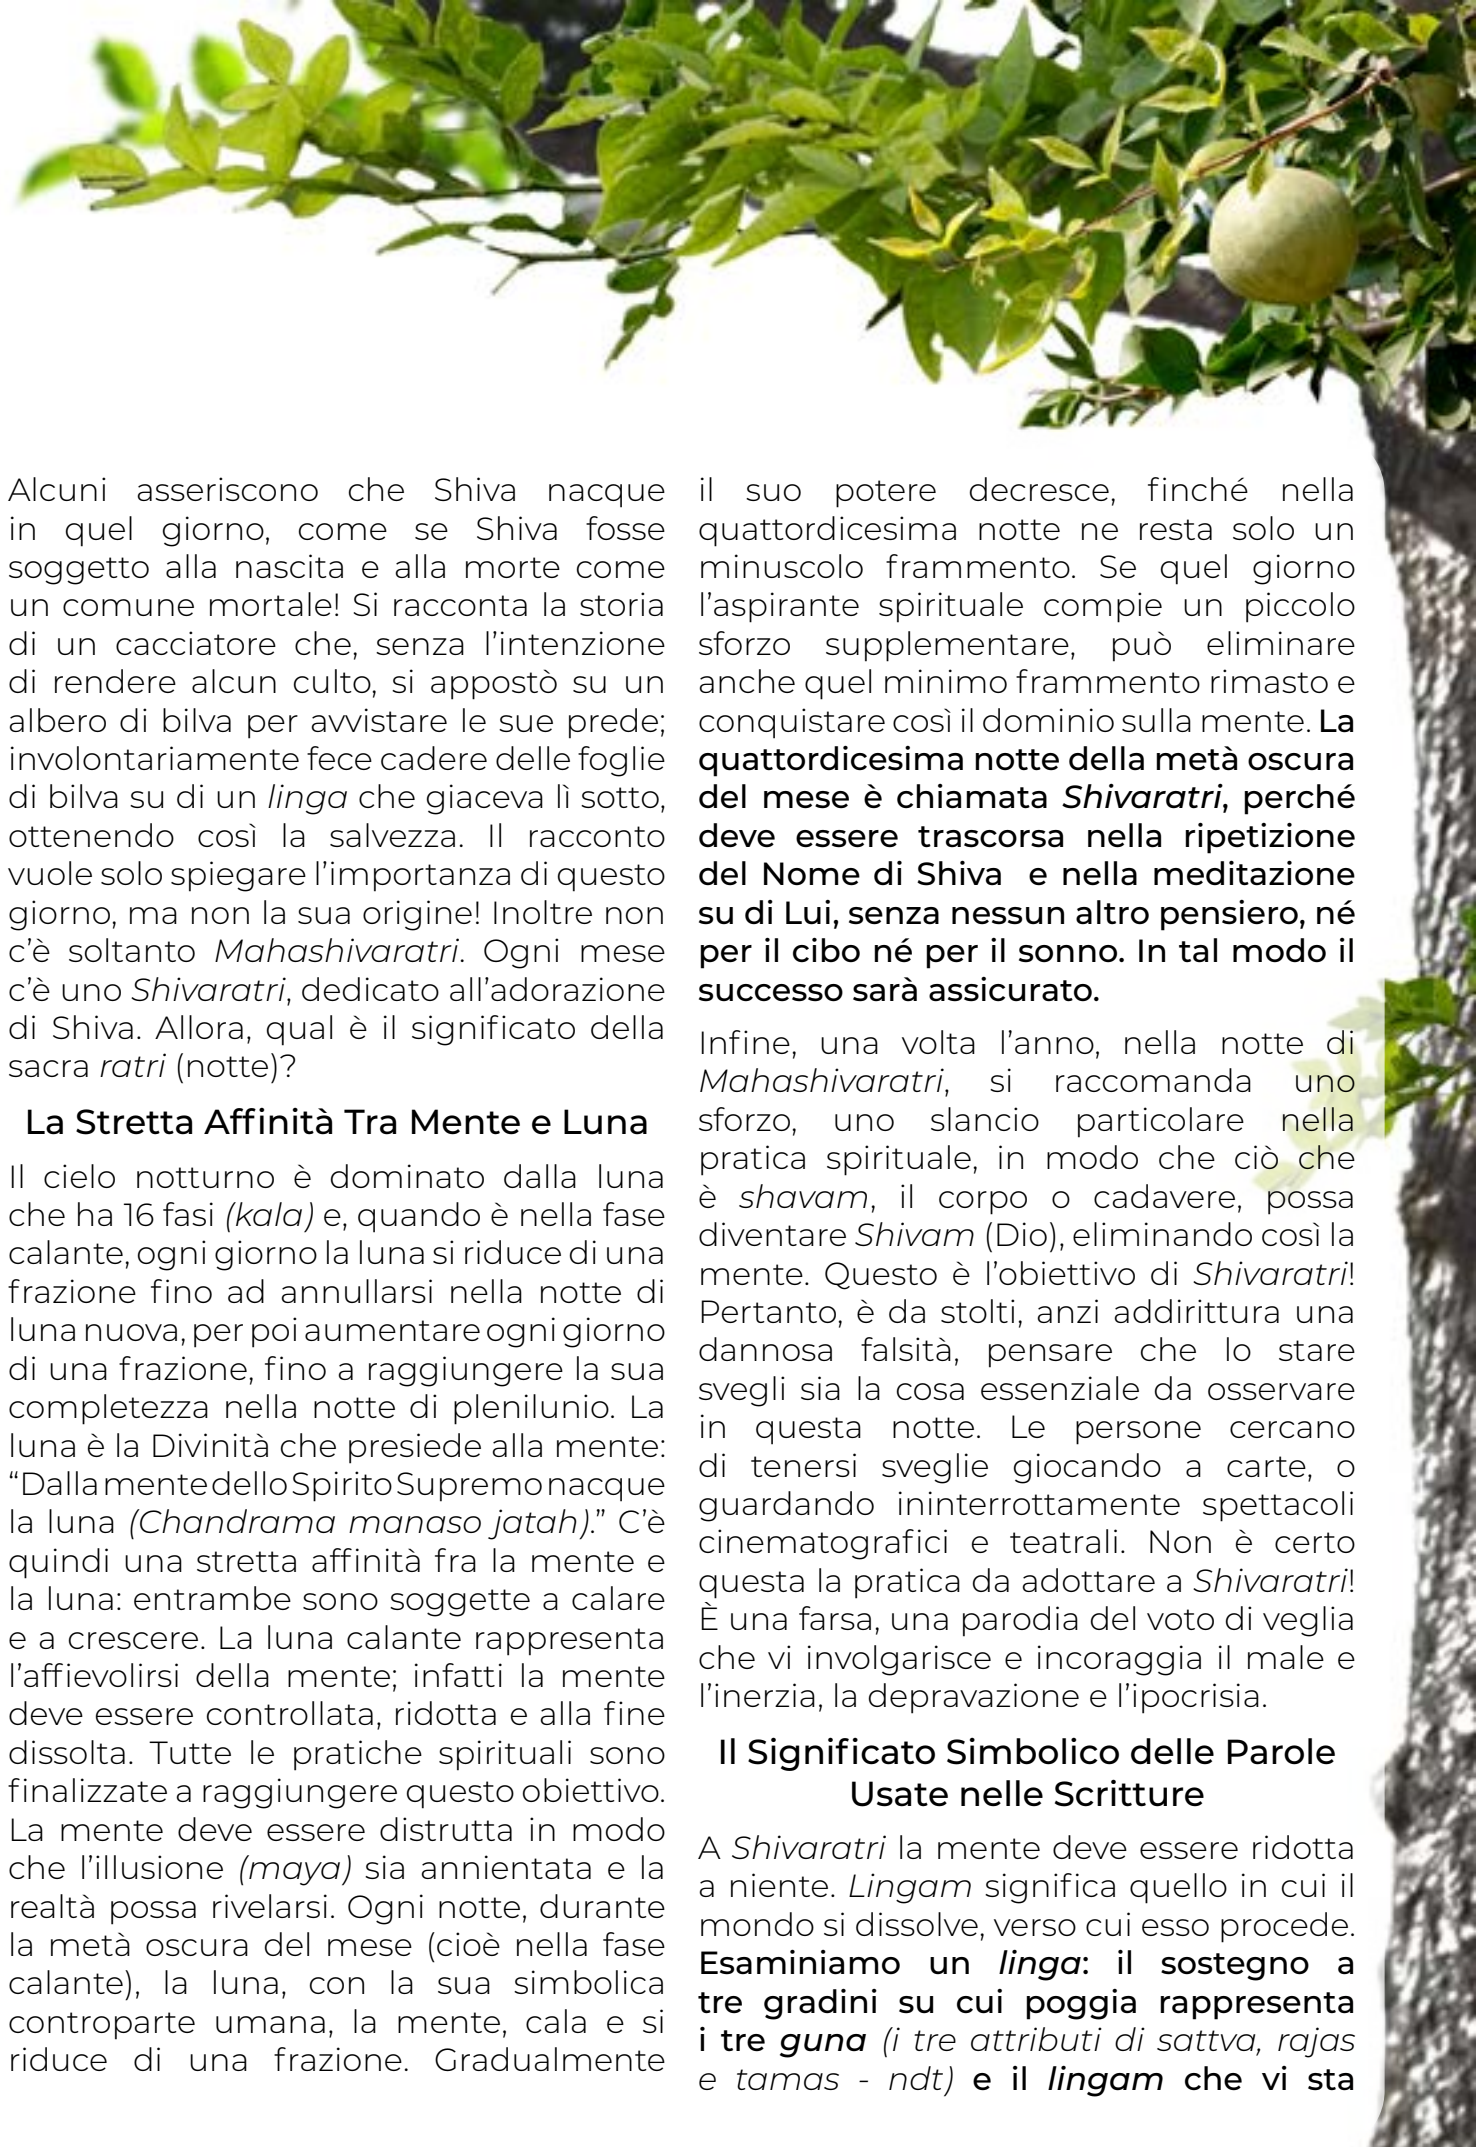 Alcuni asseriscono che Shiva nacque
in quel giorno, come se Shiva fosse
soggetto alla nascita e alla morte come
un comune mortale! Si racconta la storia
di un cacciatore che, senza l'intenzione
di rendere alcun culto, si appostò su un
albero di bilva per avvistare le sue prede;
involontariamente fece cadere delle foglie
di bilva su di un linga che giaceva lì sotto,
ottenendo così la salvezza. Il racconto
vuole solo spiegare l'importanza di questo
giorno, ma non la sua origine! Inoltre non
c'è soltanto Mahashivaratri. Ogni mese
c'è uno Shivaratri, dedicato all'adorazione
di Shiva. Allora, qual è il significato della
sacra ratri (notte)?
La Stretta Affinità Tra Mente e Luna
Il cielo notturno è dominato dalla luna
che ha 16 fasi (kala) e, quando è nella fase
calante, ogni giorno la luna si riduce di una
frazione fino ad annullarsi nella notte di
luna nuova, per poi aumentare ogni giorno
di una frazione, fino a raggiungere la sua
completezza nella notte di plenilunio. La
luna è la Divinità che presiede alla mente:
“Dalla mente dello Spirito Supremo nacque
la luna (Chandrama manaso jatah).” C'è
quindi una stretta affinità fra la mente e
la luna: entrambe sono soggette a calare
e a crescere. La luna calante rappresenta
l'affievolirsi della mente; infatti la mente
deve essere controllata, ridotta e alla fine
dissolta. Tutte le pratiche spirituali sono
finalizzate a raggiungere questo obiettivo.
La mente deve essere distrutta in modo
che l'illusione (maya) sia annientata e la
realtà possa rivelarsi. Ogni notte, durante
la metà oscura del mese (cioè nella fase
calante), la luna, con la sua simbolica
controparte umana, la mente, cala e si
riduce di una frazione. Gradualmente
il suo potere decresce, finché nella
quattordicesima notte ne resta solo un
minuscolo frammento. Se quel giorno
l'aspirante spirituale compie un piccolo
sforzo supplementare, può eliminare
anche quel minimo frammento rimasto e
conquistare così il dominio sulla mente. La
quattordicesima notte della metà oscura
del mese è chiamata Shivaratri, perché
deve essere trascorsa nella ripetizione
del Nome di Shiva e nella meditazione
su di Lui, senza nessun altro pensiero, né
per il cibo né per il sonno. In tal modo il
successo sarà assicurato.
Infine, una volta l'anno, nella notte di
Mahashivaratri, si raccomanda uno
sforzo, uno slancio particolare nella
pratica spirituale, in modo che ciò che
è shavam, il corpo o cadavere, possa
diventare Shivam (Dio), eliminando così la
mente. Questo è l'obiettivo di Shivaratri!
Pertanto, è da stolti, anzi addirittura una
dannosa falsità, pensare che lo stare
svegli sia la cosa essenziale da osservare
in questa notte. Le persone cercano
di tenersi sveglie giocando a carte, o
guardando ininterrottamente spettacoli
cinematografici e teatrali. Non è certo
questa la pratica da adottare a Shivaratri!
È una farsa, una parodia del voto di veglia
che vi involgarisce e incoraggia il male e
l'inerzia, la depravazione e l'ipocrisia.
Il Significato Simbolico delle Parole
Usate nelle Scritture
A Shivaratri la mente deve essere ridotta
a niente. Lingam significa quello in cui il
mondo si dissolve, verso cui esso procede.
Esaminiamo un linga: il sostegno a
tre gradini su cui poggia rappresenta
i tre guna (i tre attributi di sattva, rajas
e tamas - ndt) e il lingam che vi sta